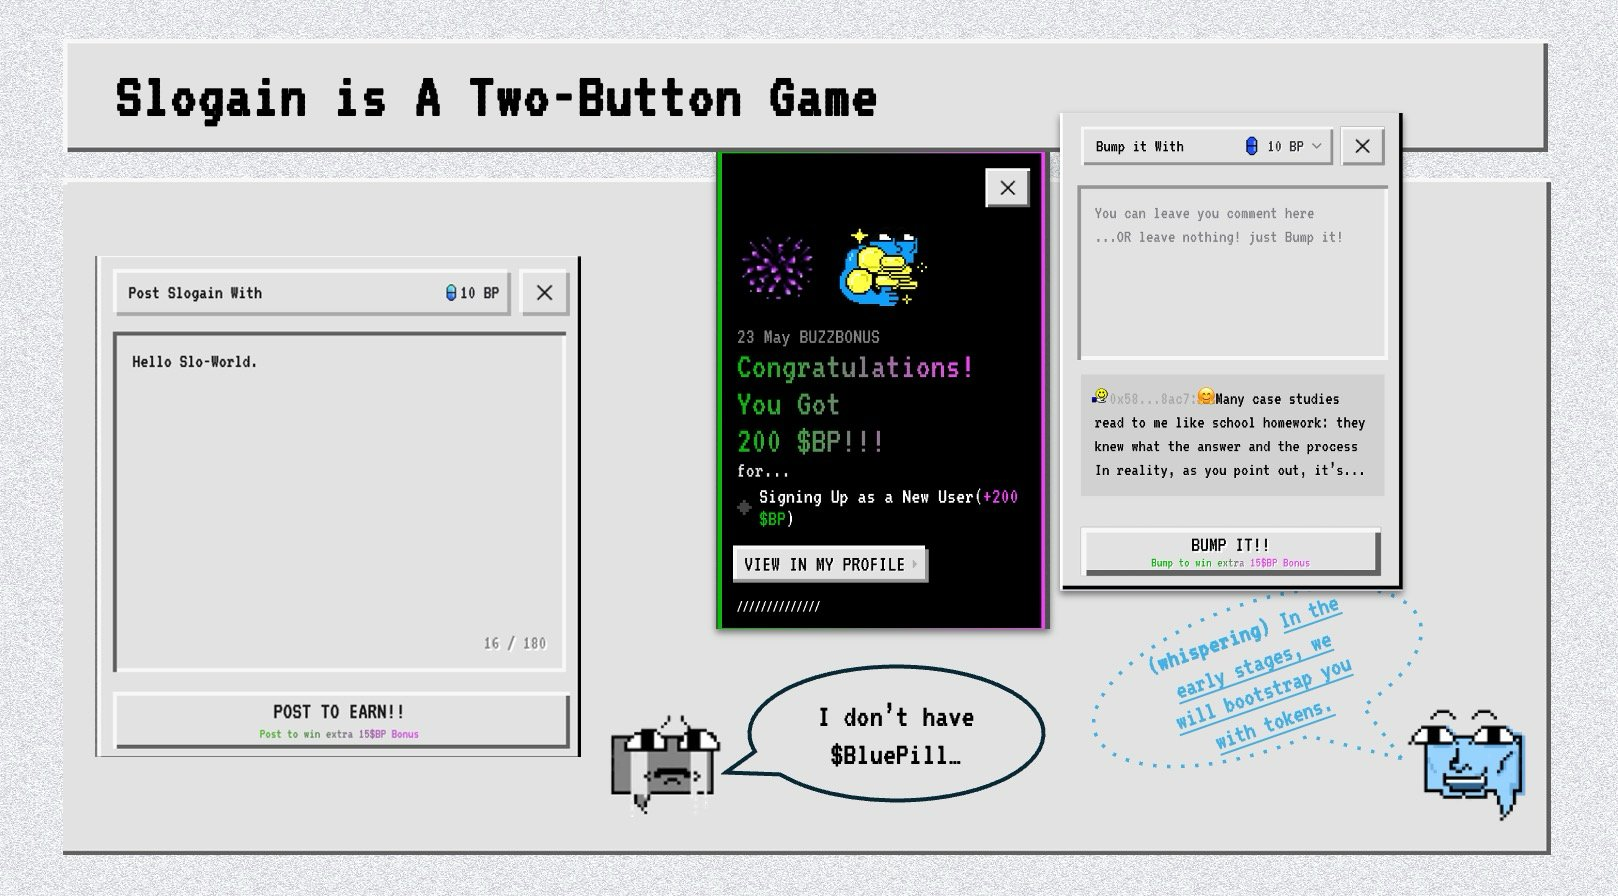 Slogain is A Two-Button Game
Post Slogain With
10 BP
Hello Slo-World.
16 / 180
POST TO EARN!!
Post to win extra 15$BP Bonus
23 May BUZZBONUS
Congratulations!
You Got
200 $BP!!!
for...
Signing Up as a New User(+200
$BP)
VIEW IN MY PROFILE
//////////////
Bump it With
10 BP
You can leave you comment here
...OR leave nothing! just Bump it!
0x58...8ac7: Many case studies
read to me like school homework: they
knew what the answer and the process
In reality, as you point out, it's...
BUMP IT!!
Bump to win extra 15$BP Bonus
I don't have
$BluePill…
(whispering) In the
early stages, we
will bootstrap you
with tokens.